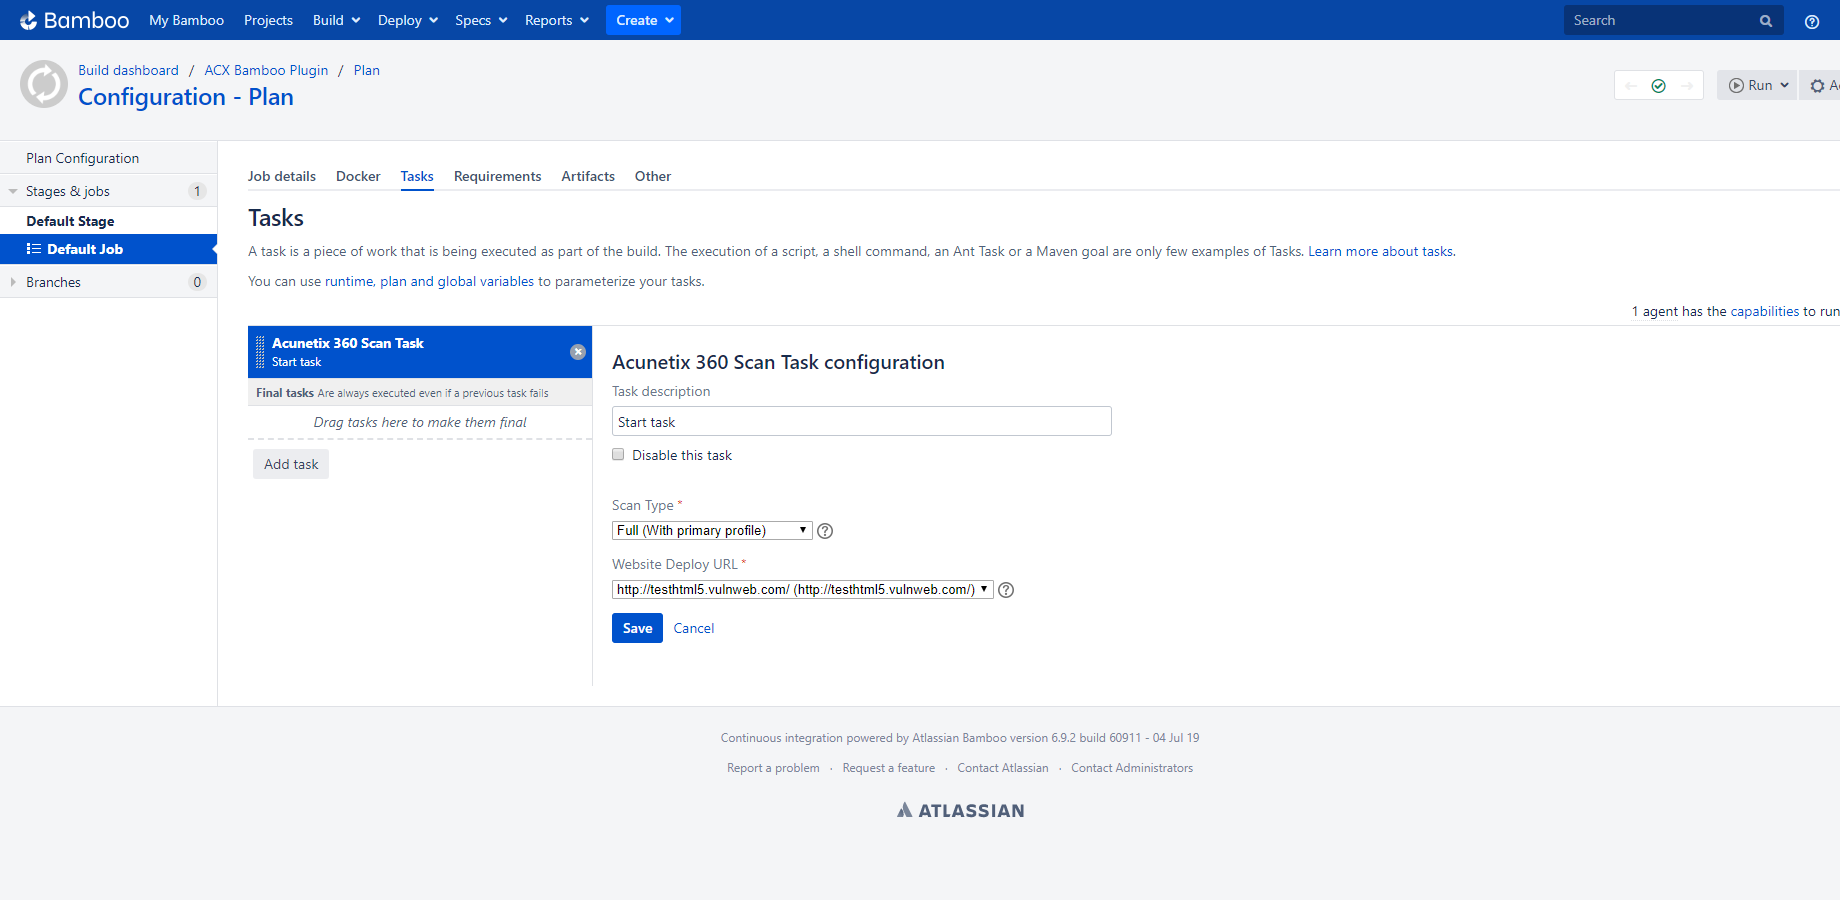 Bamboo My Bamboo Projects Build Deploy Specs Reports Create Search
Build dashboard / ACX Bamboo Plugin / Plan
Configuration - Plan
Run
Plan Configuration
Stages & jobs 1
Default Stage
Default Job
Branches 0
Job details Docker Tasks Requirements Artifacts Other
Tasks
A task is a piece of work that is being executed as part of the build. The execution of a script, a shell command, an Ant Task or a Maven goal are only few examples of Tasks. Learn more about tasks.
You can use runtime, plan and global variables to parameterize your tasks.
1 agent has the capabilities to run
Acunetix 360 Scan Task
Start task
Final tasks Are always executed even if a previous task fails
Drag tasks here to make them final
Add task
Acunetix 360 Scan Task configuration
Task description
Start task
Disable this task
Scan Type *
Full (With primary profile)
Website Deploy URL *
http://testhtml5.vulnweb.com/ (http://testhtml5.vulnweb.com/)
Save Cancel
Continuous integration powered by Atlassian Bamboo version 6.9.2 build 60911 - 04 Jul 19
Report a problem · Request a feature · Contact Atlassian · Contact Administrators
ATLASSIAN